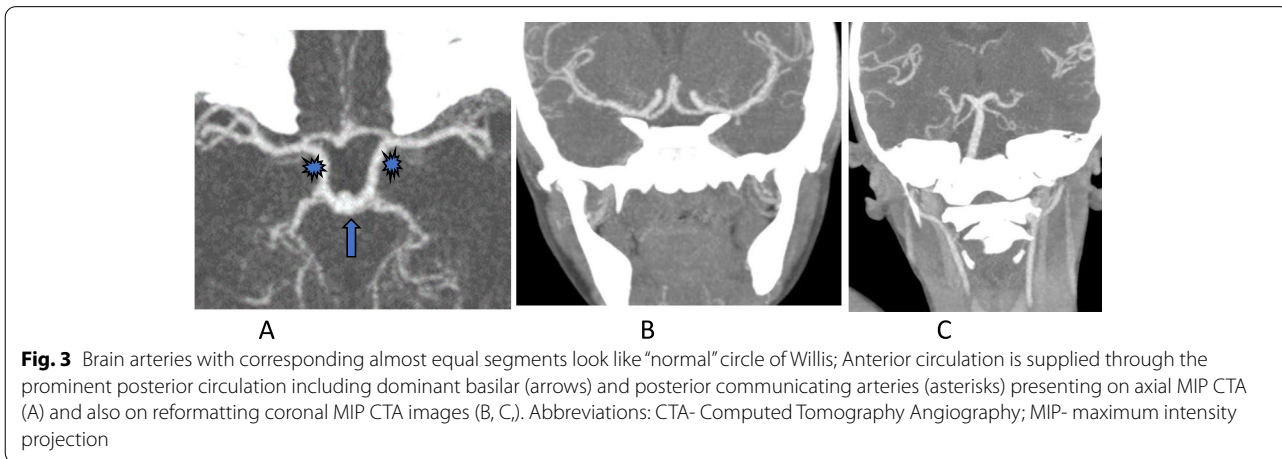 A B C
Fig. 3 Brain arteries with corresponding almost equal segments look like “normal” circle of Willis; Anterior circulation is supplied through the
prominent posterior circulation including dominant basilar (arrows) and posterior communicating arteries (asterisks) presenting on axial MIP CTA
(A) and also on reformatting coronal MIP CTA images (B, C,). Abbreviations: CTA- Computed Tomography Angiography; MIP- maximum intensity
projection